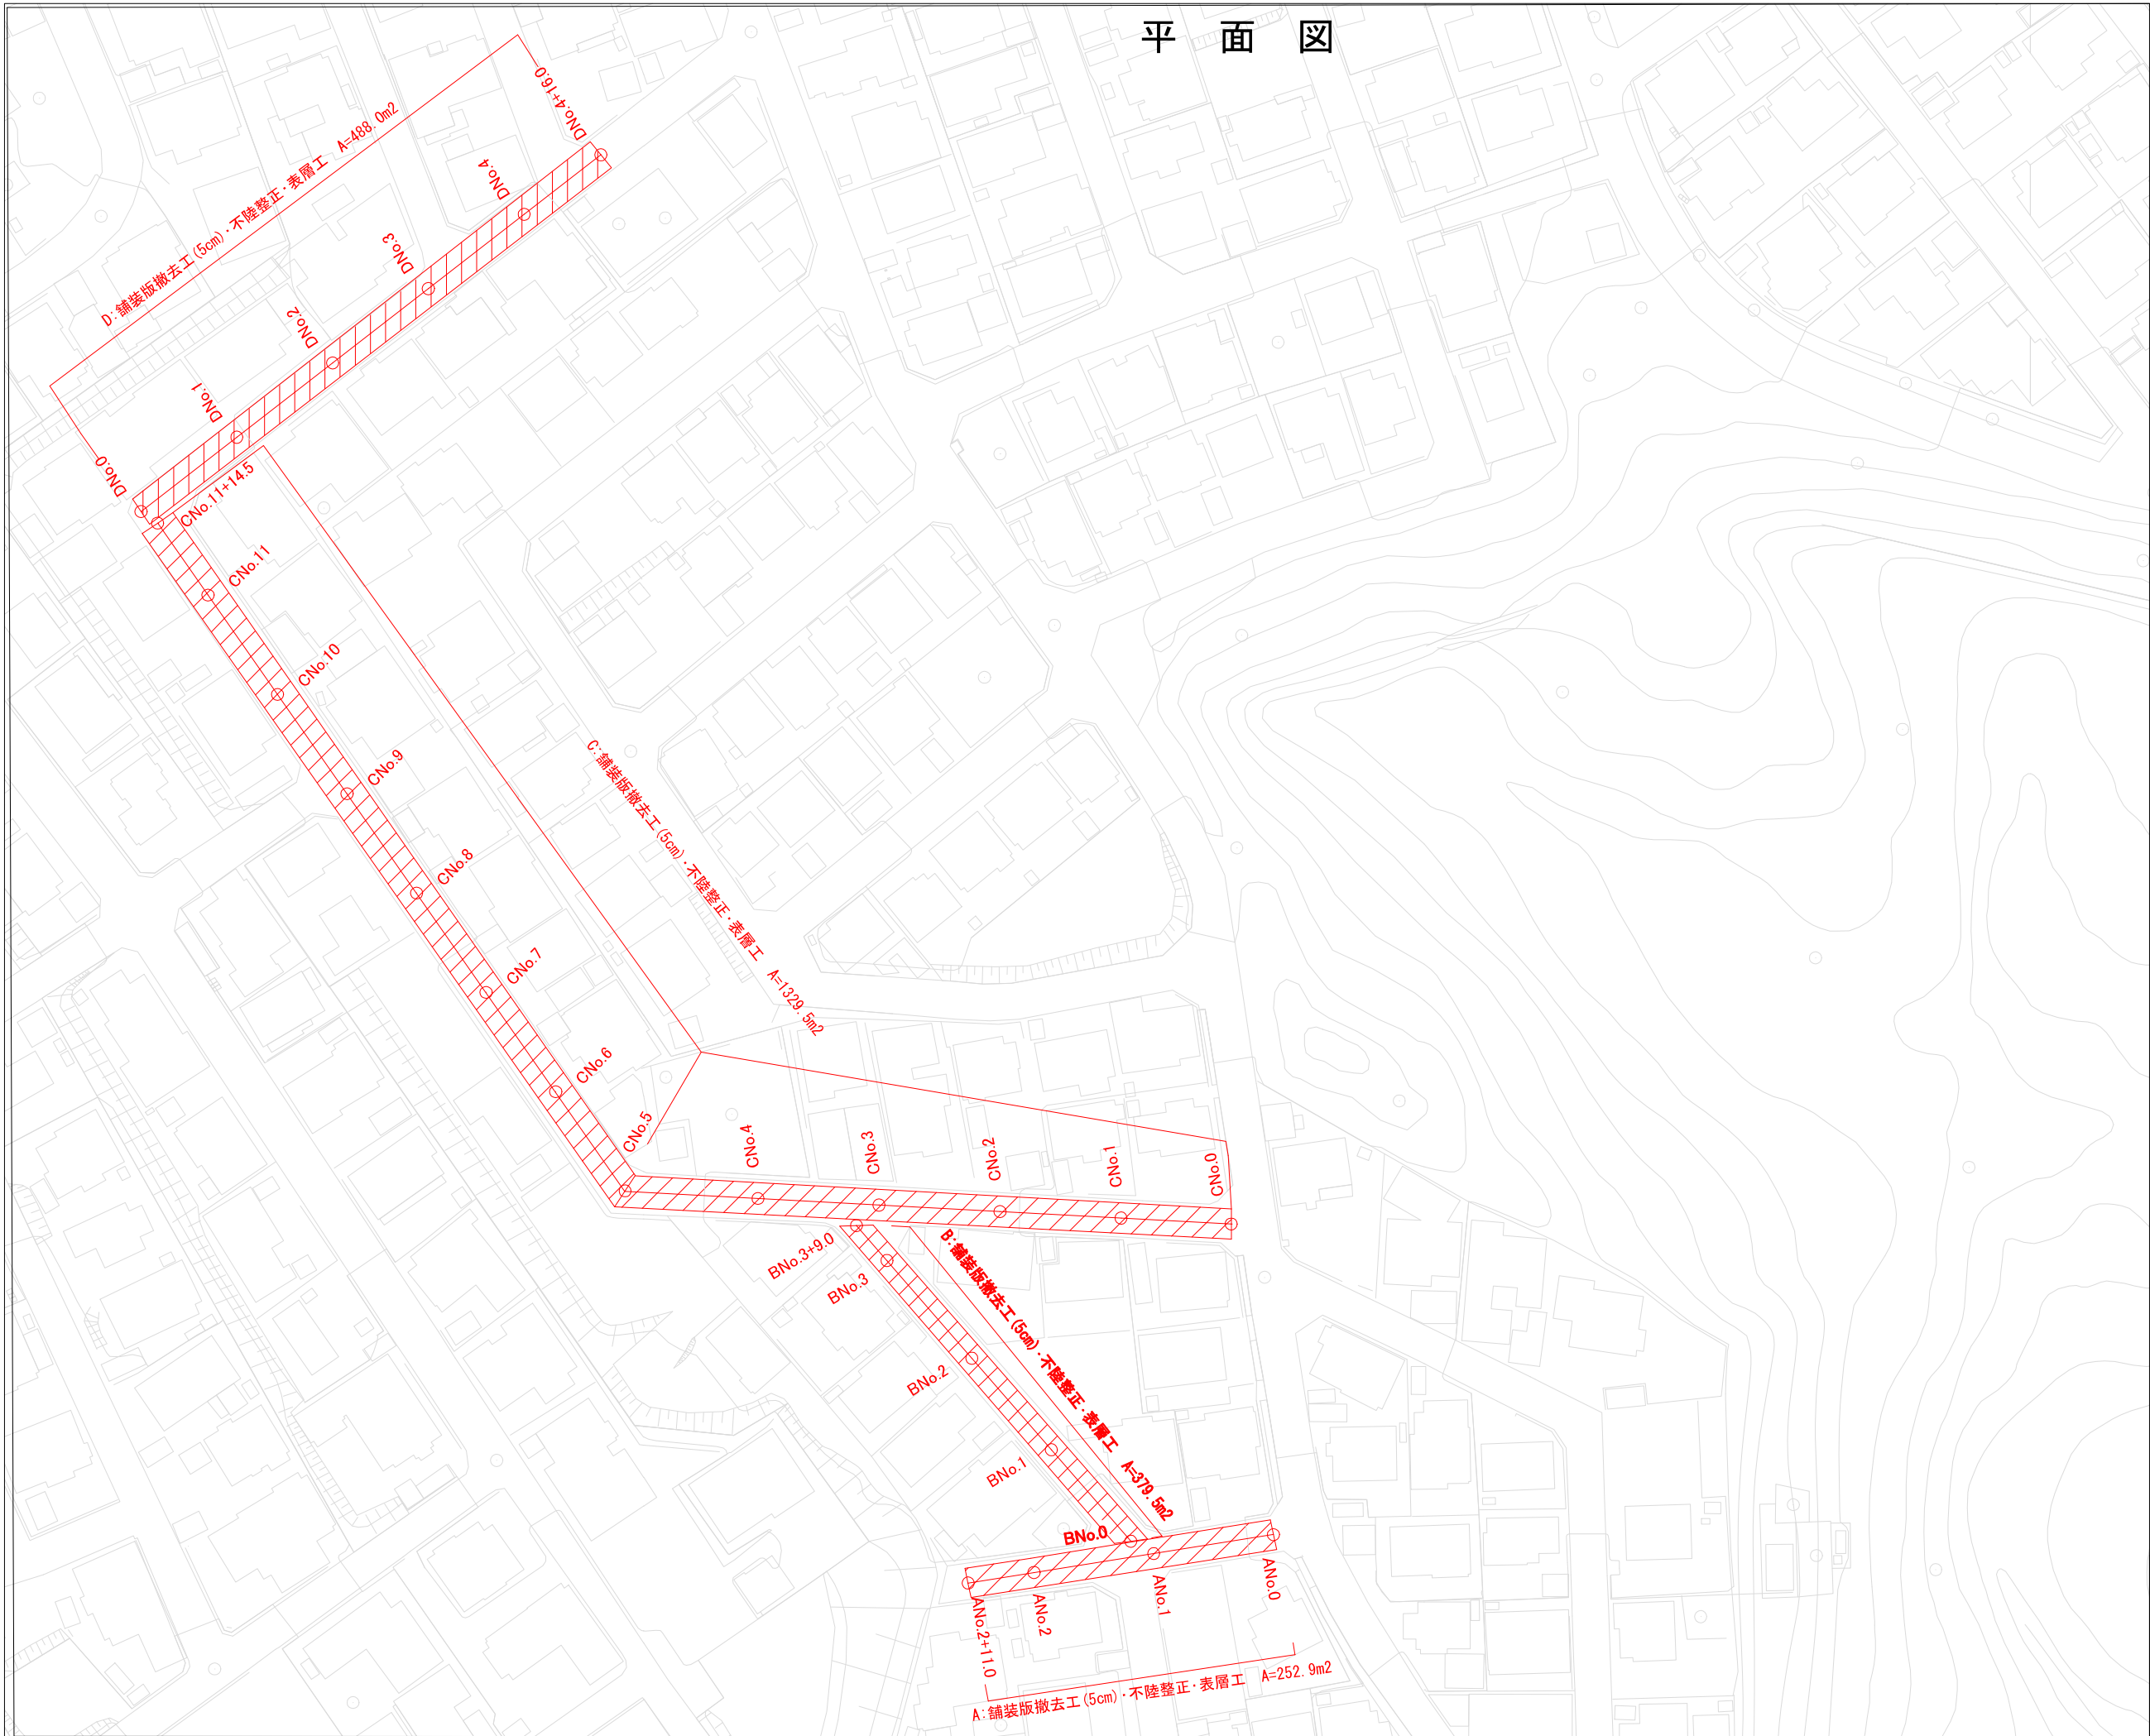 平面図
DNo.4+16.0
D:舗装版撤去工(5cm)・不陸整正・表層工 A=488.0m2
DNo.4
DNo.3
DNo.2
DNo.1
DNo.0
CNo.11+14.5
CNo.11
CNo.10
CNo.9
C:舗装版撤去工(5cm)・不陸整正・表層工 A=1329.5m2
CNo.8
CNo.7
CNo.6
CNo.5
CNo.4
CNo.3
CNo.2
CNo.1
CNo.0
BNo.3+9.0
BNo.3
B:舗装版撤去工(5cm)・不陸整正・表層工 A=379.5m2
BNo.2
BNo.1
BNo.0
ANo.0
ANo.1
ANo.2
ANo.2+11.0
A:舗装版撤去工(5cm)・不陸整正・表層工 A=252.9m2